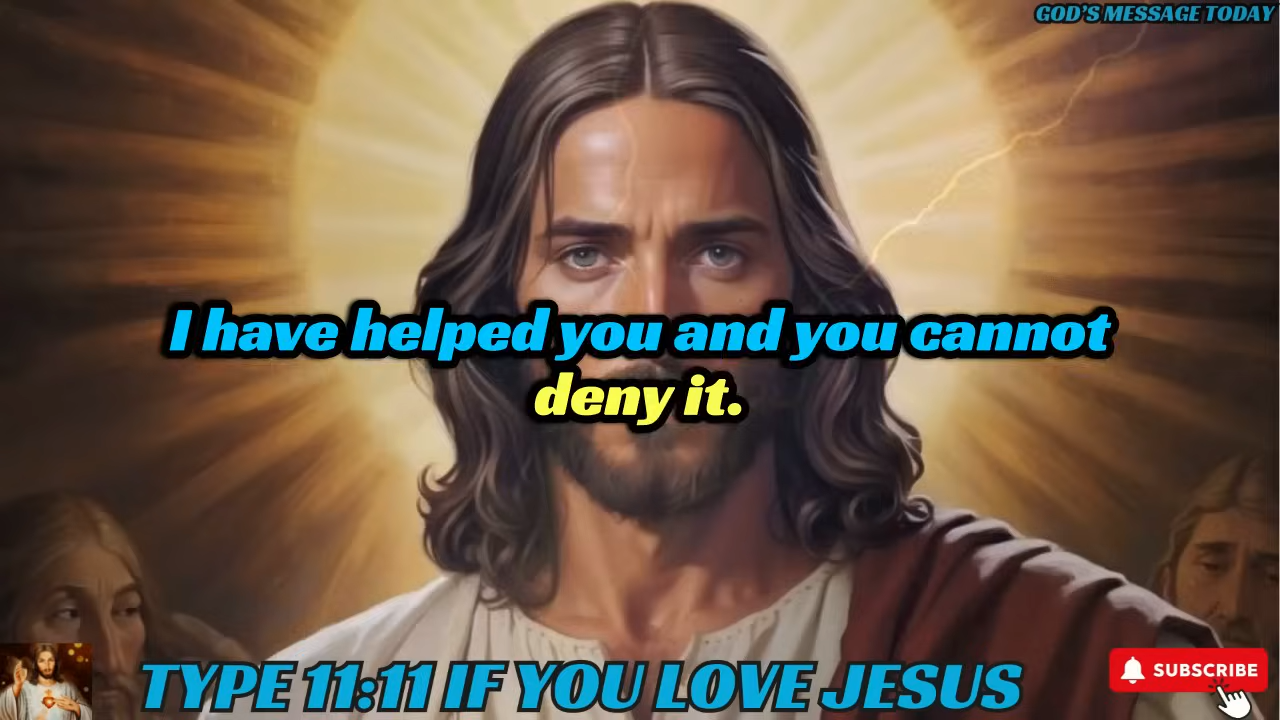 GOD'S MESSAGE TODAY
I have helped you and you cannot
deny it.
TYPE 11:11 IF YOU LOVE JESUS
SUBSCRIBE